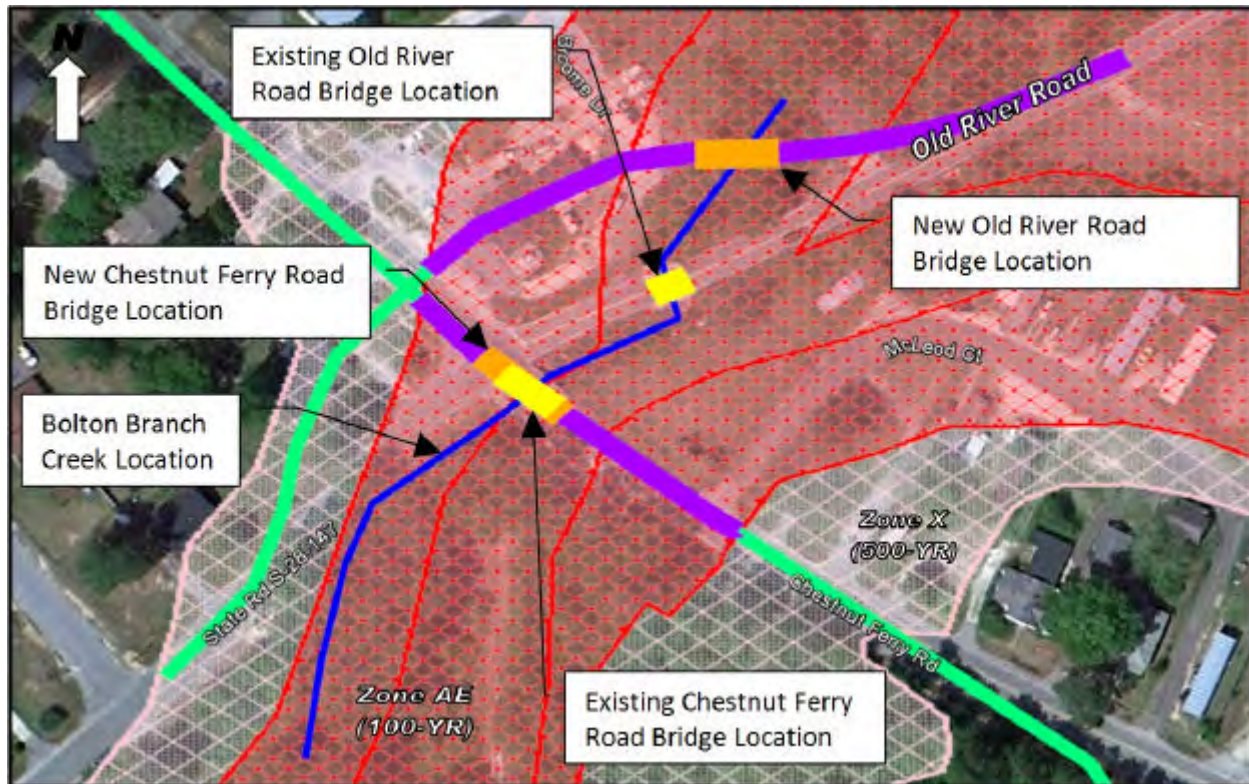 N
Existing Old River
Road Bridge Location
Broome Dr
Old River Road
New Old River Road
Bridge Location
New Chestnut Ferry Road
Bridge Location
McLeod Ct
Bolton Branch
Creek Location
Zone X
(500-YR)
State Rd S-28-147
Chestnut Ferry Rd
Zone AE
(100-YR)
Existing Chestnut Ferry
Road Bridge Location